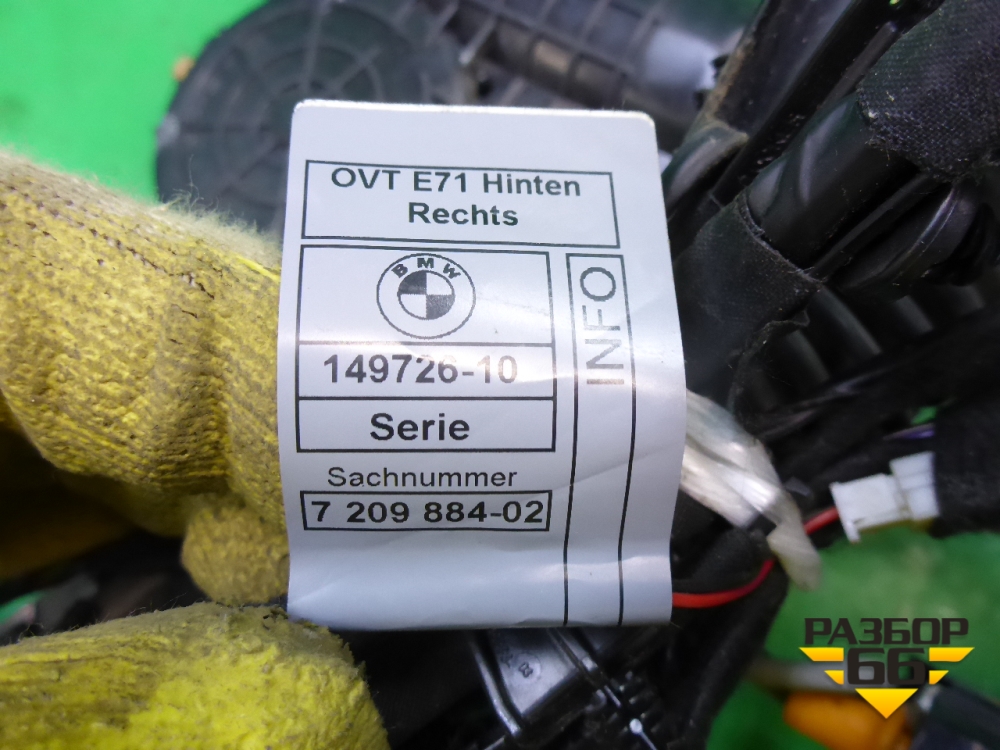 OVT E71 Hinten
Rechts
BMW
149726-10
Serie
Sachnummer
7 209 884-02
INFO
РАЗБОР
66